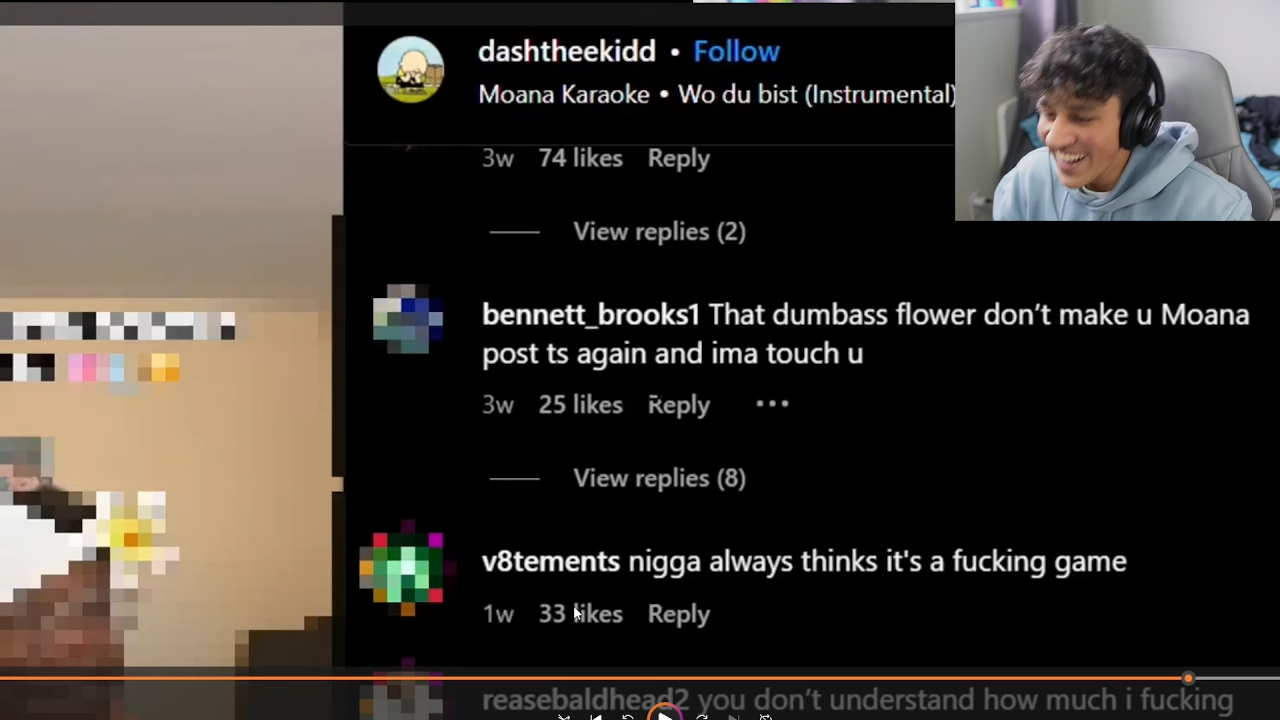 dashtheekidd • Follow
Moana Karaoke • Wo du bist (Instrumental)
3w 74 likes Reply
View replies (2)
bennett_brooks1 That dumbass flower don't make u Moana
post ts again and ima touch u
3w 25 likes Reply •••
View replies (8)
v8tements nigga always thinks it's a fucking game
1w 33 likes Reply
reasebaldhead2 you don't understand how much i fucking